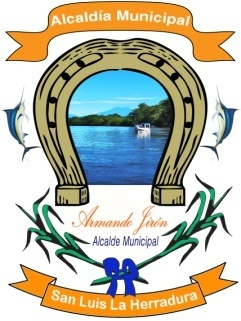 Alcaldía Municipal
Armando Jirón
Alcalde Municipal
San Luis La Herradura